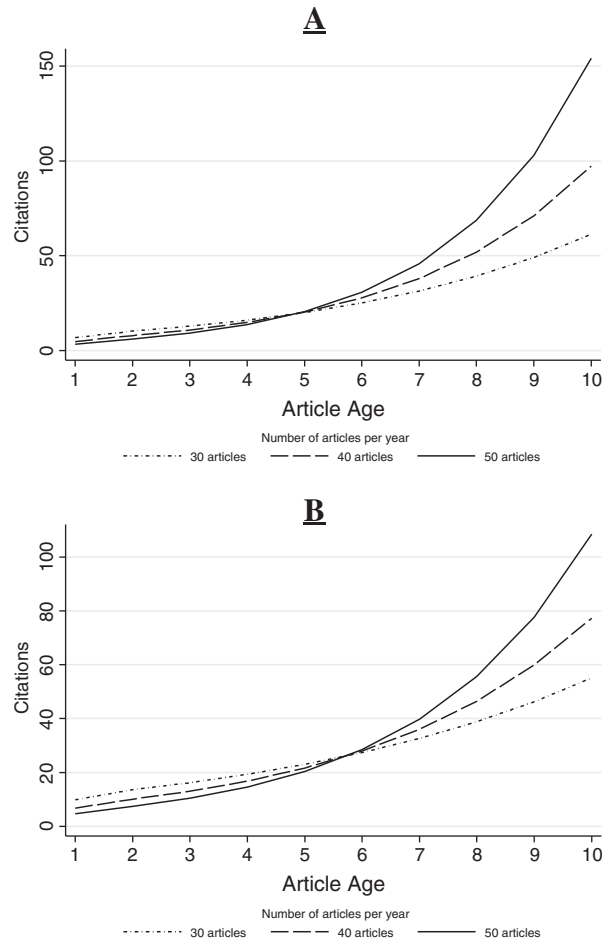 A
150
100
50
0
Citations
1 2 3 4 5 6 7 8 9 10
Article Age
Number of articles per year
30 articles 40 articles 50 articles
B
100
80
60
40
20
0
Citations
1 2 3 4 5 6 7 8 9 10
Article Age
Number of articles per year
30 articles 40 articles 50 articles